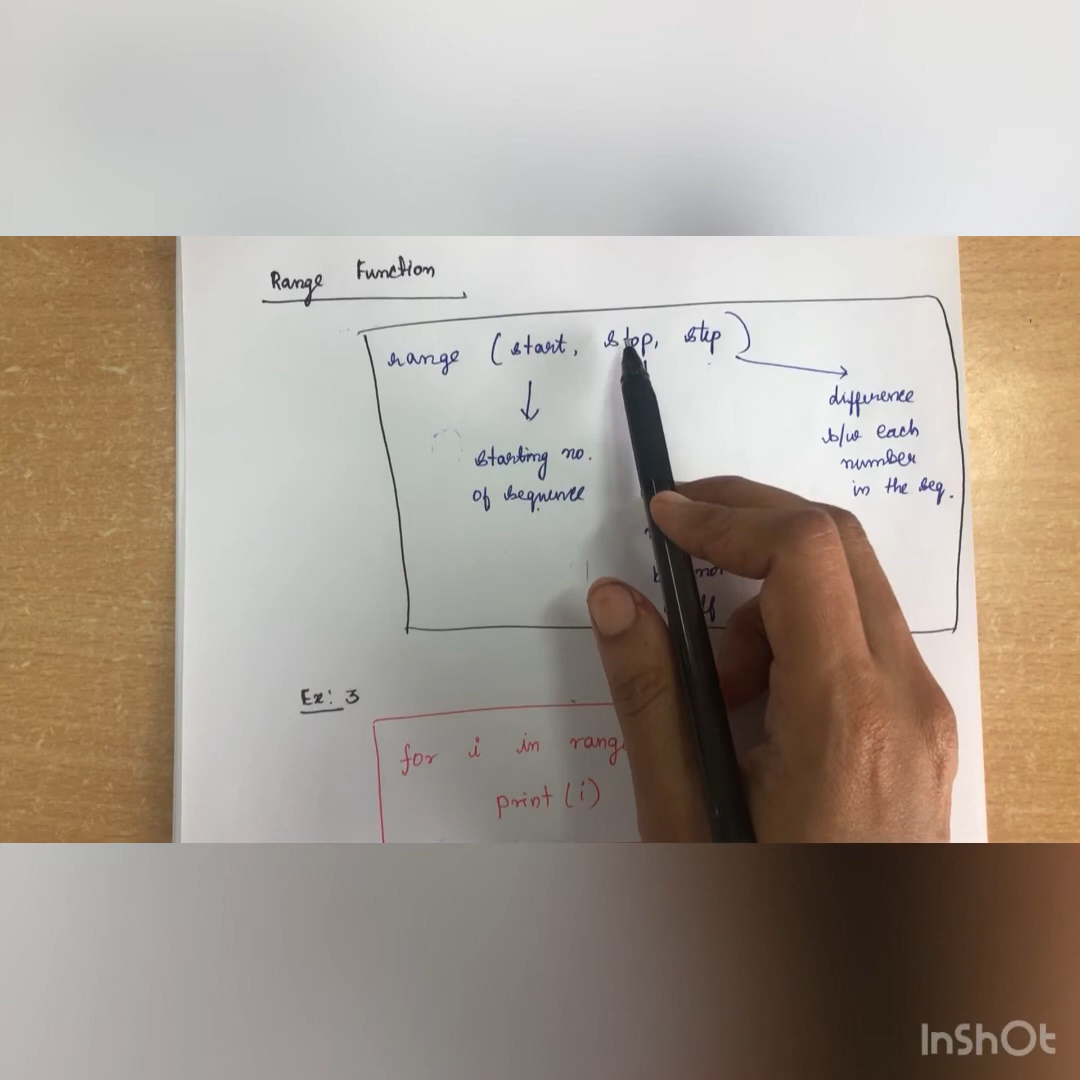 Range Function
range (start, stop, step)
starting no.
of sequence
difference
b/w each
number
in the seq.
Ex: 3
for i in rang
print (i)
InShOt